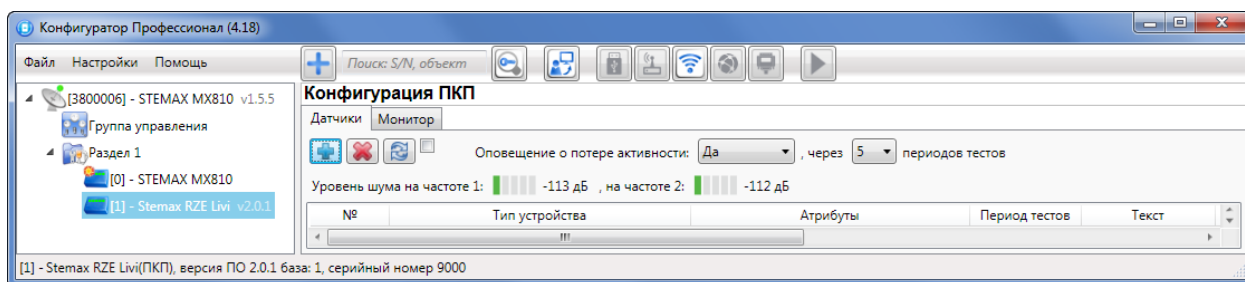 Конфигуратор Профессионал (4.18)
Файл Настройки Помощь
Поиск: S/N, объект
[3800006] - STEMAX MX810 v1.5.5
Группа управления
Раздел 1
[0] - STEMAX MX810
[1] - Stemax RZE Livi v2.0.1
Конфигурация ПКП
Датчики Монитор
Оповещение о потере активности: Да , через 5 периодов тестов
Уровень шума на частоте 1: -113 дБ , на частоте 2: -112 дБ
№ Тип устройства Атрибуты Период тестов Текст
[1] - Stemax RZE Livi(ПКП), версия ПО 2.0.1 база: 1, серийный номер 9000